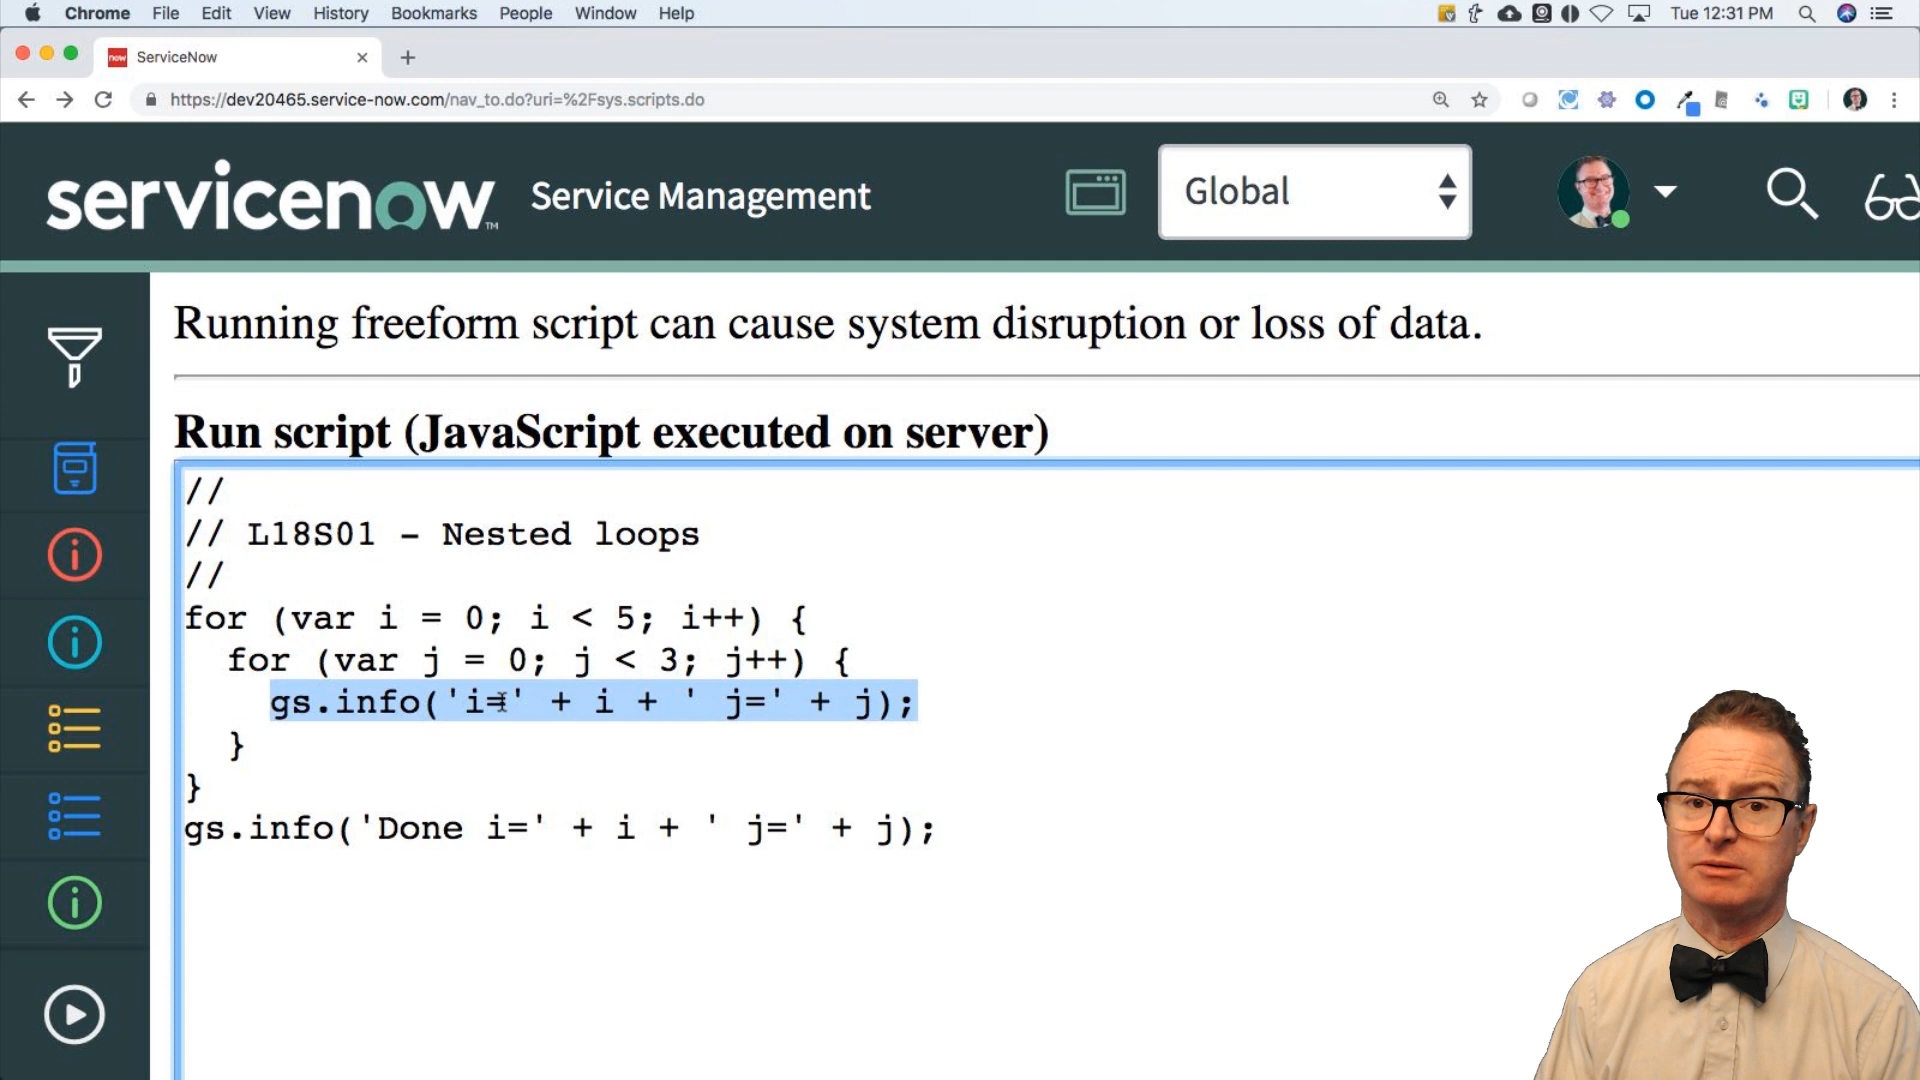 Chrome File Edit View History Bookmarks People Window Help Tue 12:31 PM
now ServiceNow
https://dev20465.service-now.com/nav_to.do?uri=%2Fsys.scripts.do
servicenow™ Service Management Global
Running freeform script can cause system disruption or loss of data.
Run script (JavaScript executed on server)
//
// L18S01 - Nested loops
//
for (var i = 0; i < 5; i++) {
for (var j = 0; j < 3; j++) {
gs.info('i=' + i + ' j=' + j);
}
}
gs.info('Done i=' + i + ' j=' + j);